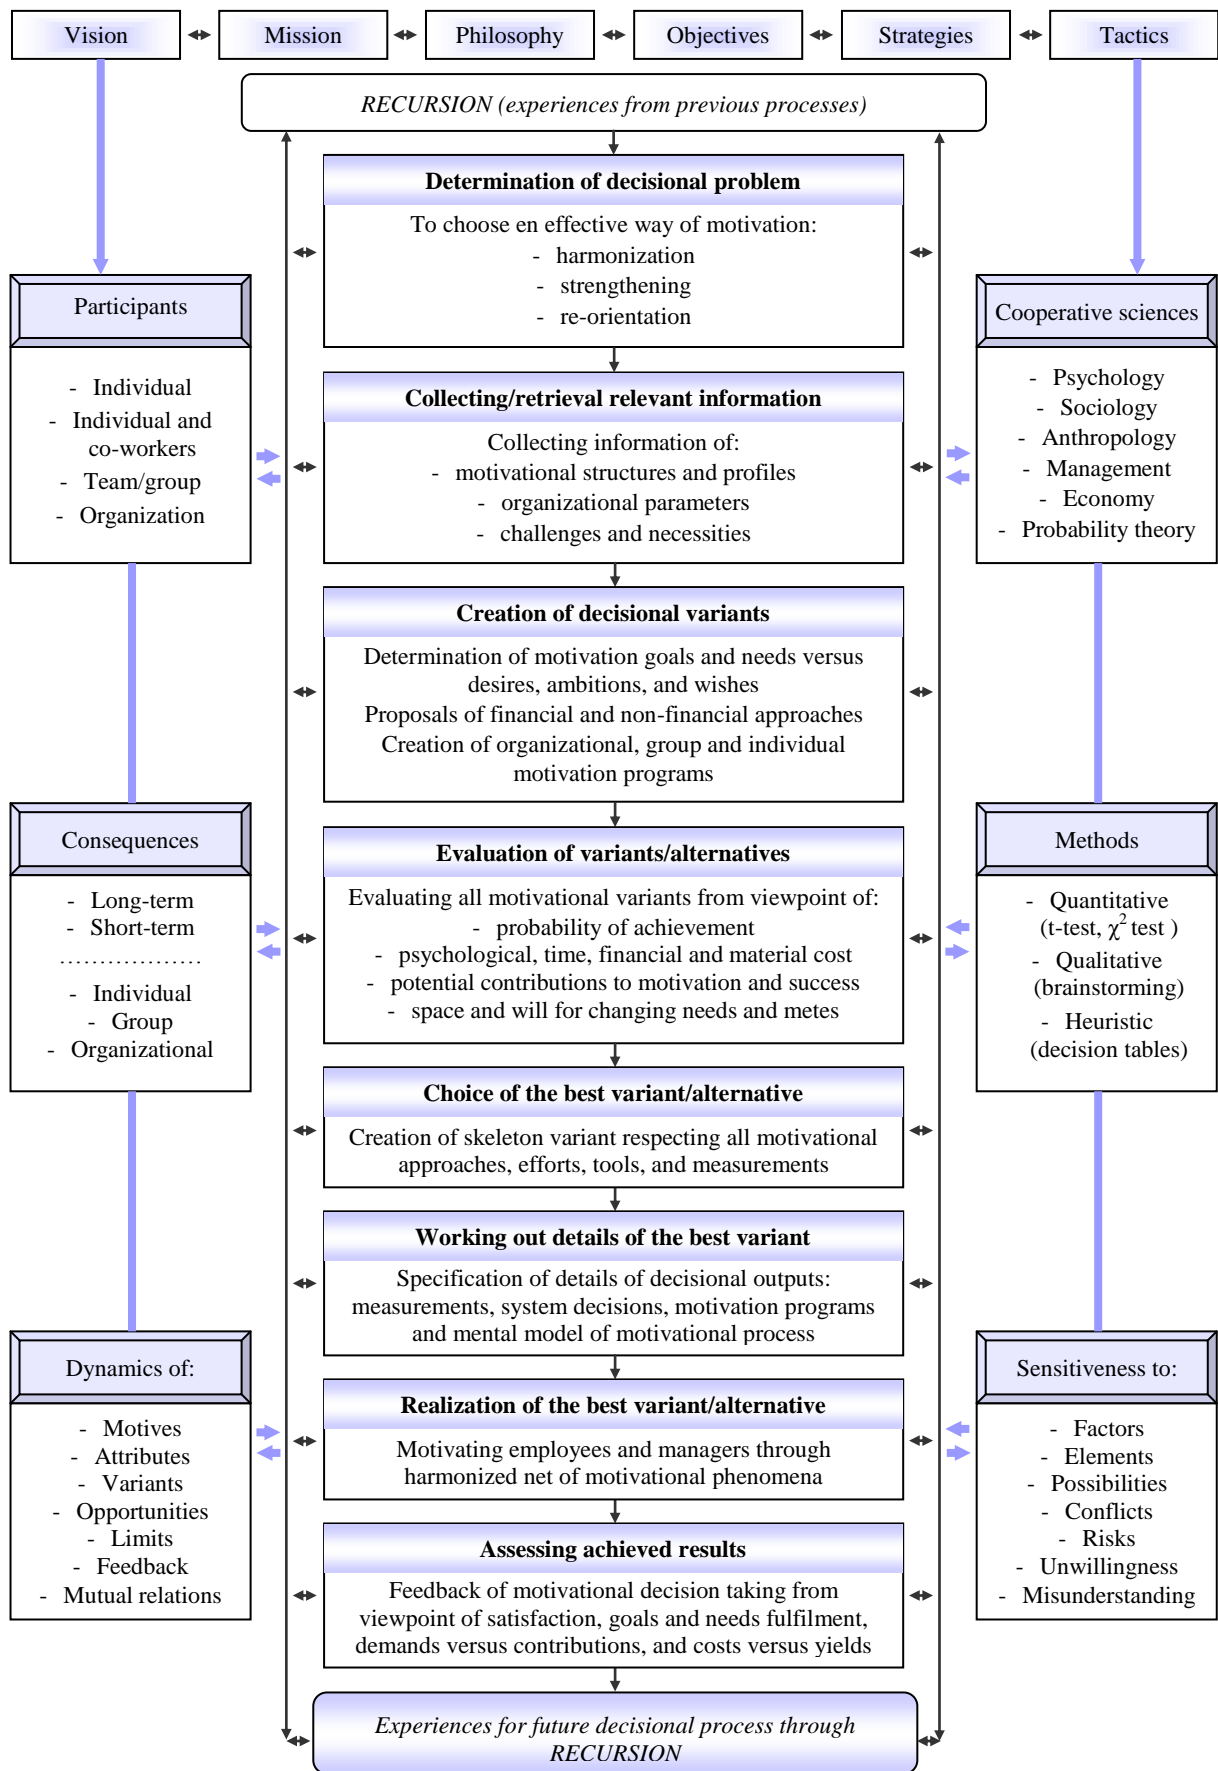 Vision
Mission
Philosophy
Objectives
Strategies
Tactics
RECURSION (experiences from previous processes)
Determination of decisional problem
To choose en effective way of motivation:
- harmonization
- strengthening
- re-orientation
Participants
- Individual
- Individual and
co-workers
- Team/group
- Organization
Cooperative sciences
- Psychology
- Sociology
- Anthropology
- Management
- Economy
- Probability theory
Collecting/retrieval relevant information
Collecting information of:
- motivational structures and profiles
- organizational parameters
- challenges and necessities
Creation of decisional variants
Determination of motivation goals and needs versus
desires, ambitions, and wishes
Proposals of financial and non-financial approaches
Creation of organizational, group and individual
motivation programs
Consequences
- Long-term
- Short-term
..................
- Individual
- Group
- Organizational
Evaluation of variants/alternatives
Evaluating all motivational variants from viewpoint of:
- probability of achievement
- psychological, time, financial and material cost
- potential contributions to motivation and success
- space and will for changing needs and metes
Methods
- Quantitative
(t-test, χ² test )
- Qualitative
(brainstorming)
- Heuristic
(decision tables)
Choice of the best variant/alternative
Creation of skeleton variant respecting all motivational
approaches, efforts, tools, and measurements
Working out details of the best variant
Specification of details of decisional outputs:
measurements, system decisions, motivation programs
and mental model of motivational process
Dynamics of:
- Motives
- Attributes
- Variants
- Opportunities
- Limits
- Feedback
- Mutual relations
Realization of the best variant/alternative
Motivating employees and managers through
harmonized net of motivational phenomena
Sensitiveness to:
- Factors
- Elements
- Possibilities
- Conflicts
- Risks
- Unwillingness
- Misunderstanding
Assessing achieved results
Feedback of motivational decision taking from
viewpoint of satisfaction, goals and needs fulfilment,
demands versus contributions, and costs versus yields
Experiences for future decisional process through
RECURSION